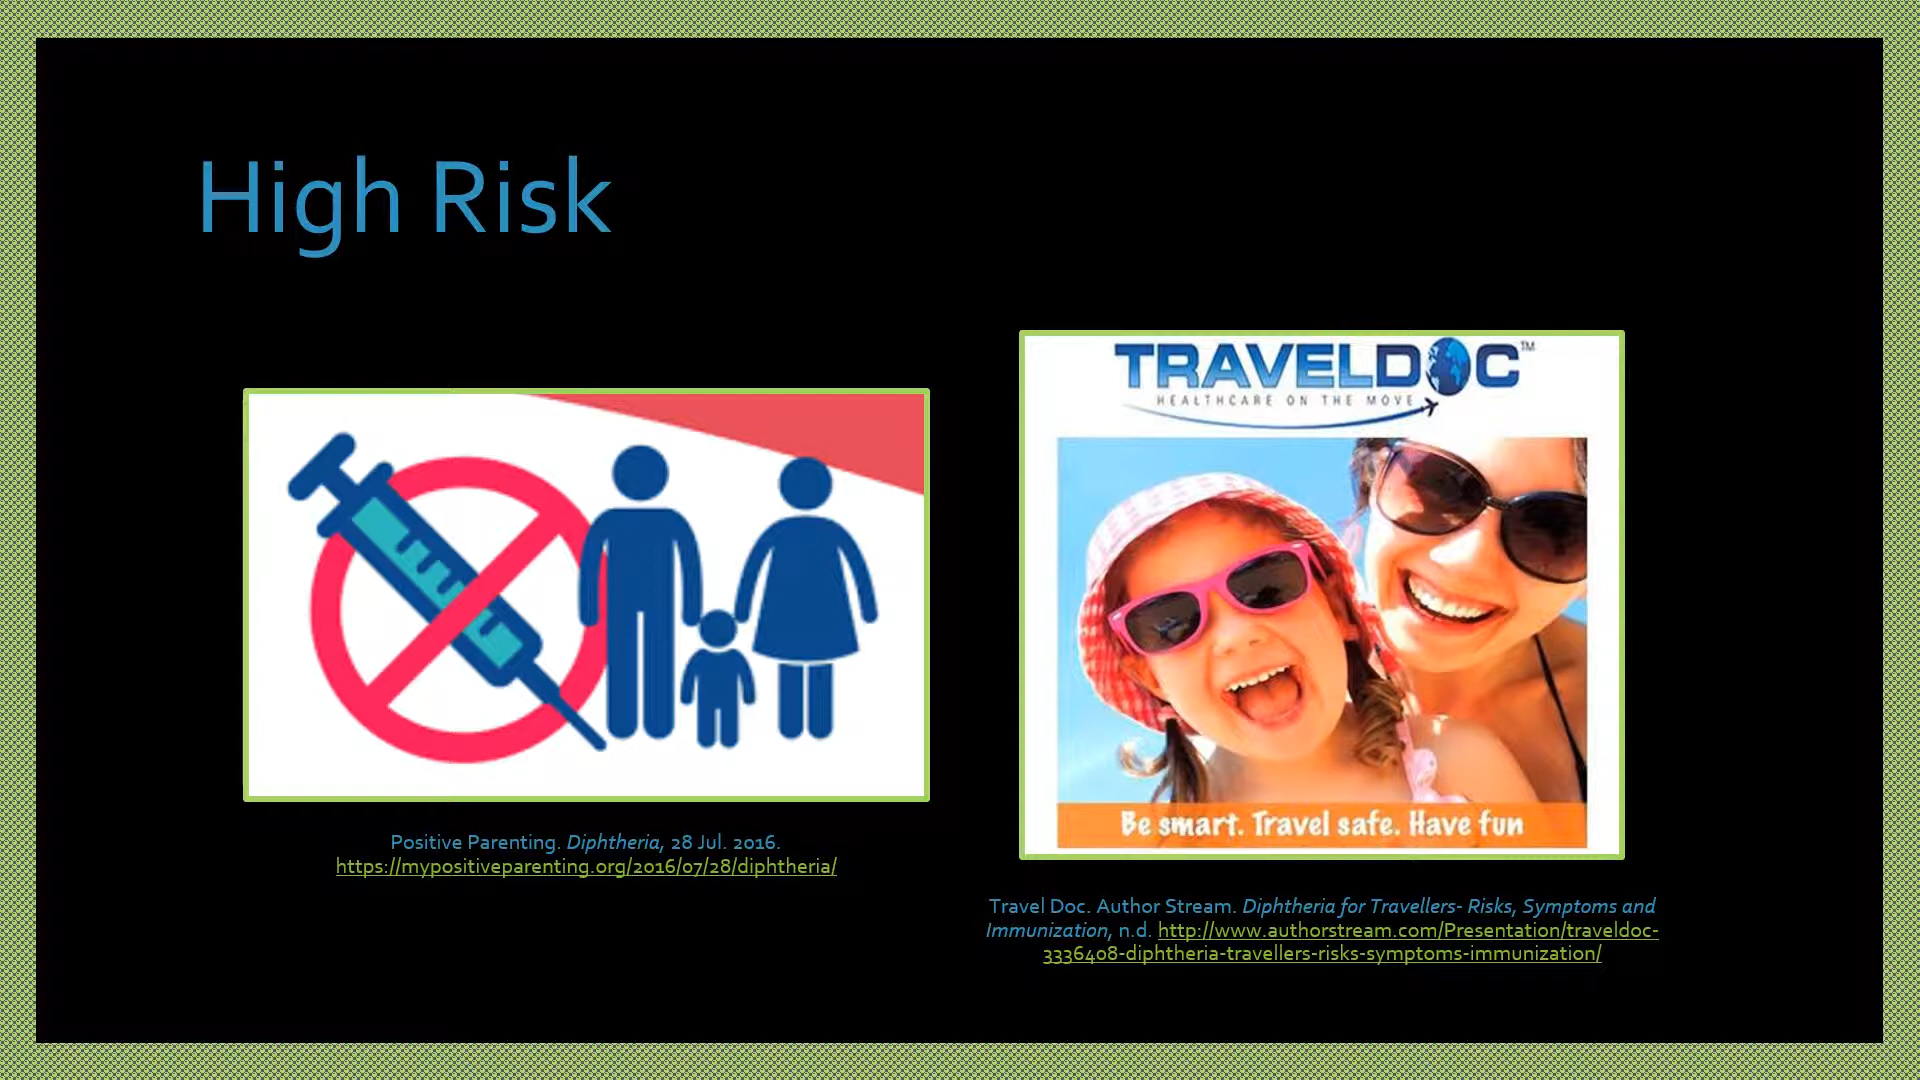 High Risk
TRAVELDOC™
HEALTHCARE ON THE MOVE
Be smart. Travel safe. Have fun
Positive Parenting. Diphtheria, 28 Jul. 2016.
https://mypositiveparenting.org/2016/07/28/diphtheria/
Travel Doc. Author Stream. Diphtheria for Travellers- Risks, Symptoms and
Immunization, n.d. http://www.authorstream.com/Presentation/traveldoc-
3336408-diphtheria-travellers-risks-symptoms-immunization/